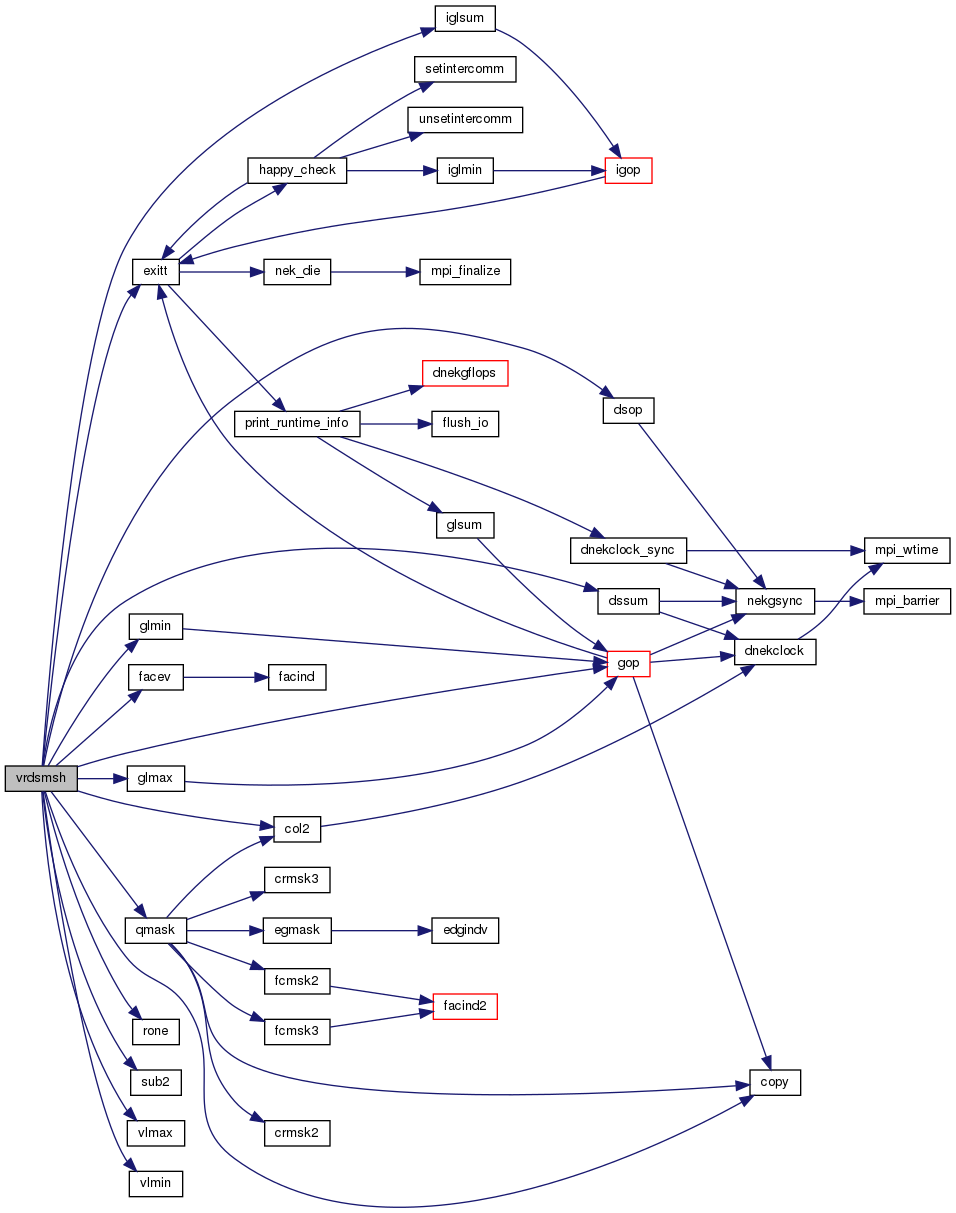 iglsum
setintercomm
unsetintercomm
happy_check
iglmin
igop
exitt
nek_die
mpi_finalize
dnekgflops
dsop
print_runtime_info
flush_io
glsum
dnekclock_sync
mpi_wtime
dssum
nekgsync
mpi_barrier
glmin
dnekclock
gop
facev
facind
vrdsmsh
glmax
col2
crmsk3
qmask
egmask
edgindv
fcmsk2
facind2
rone
fcmsk3
sub2
copy
vlmax
crmsk2
vlmin